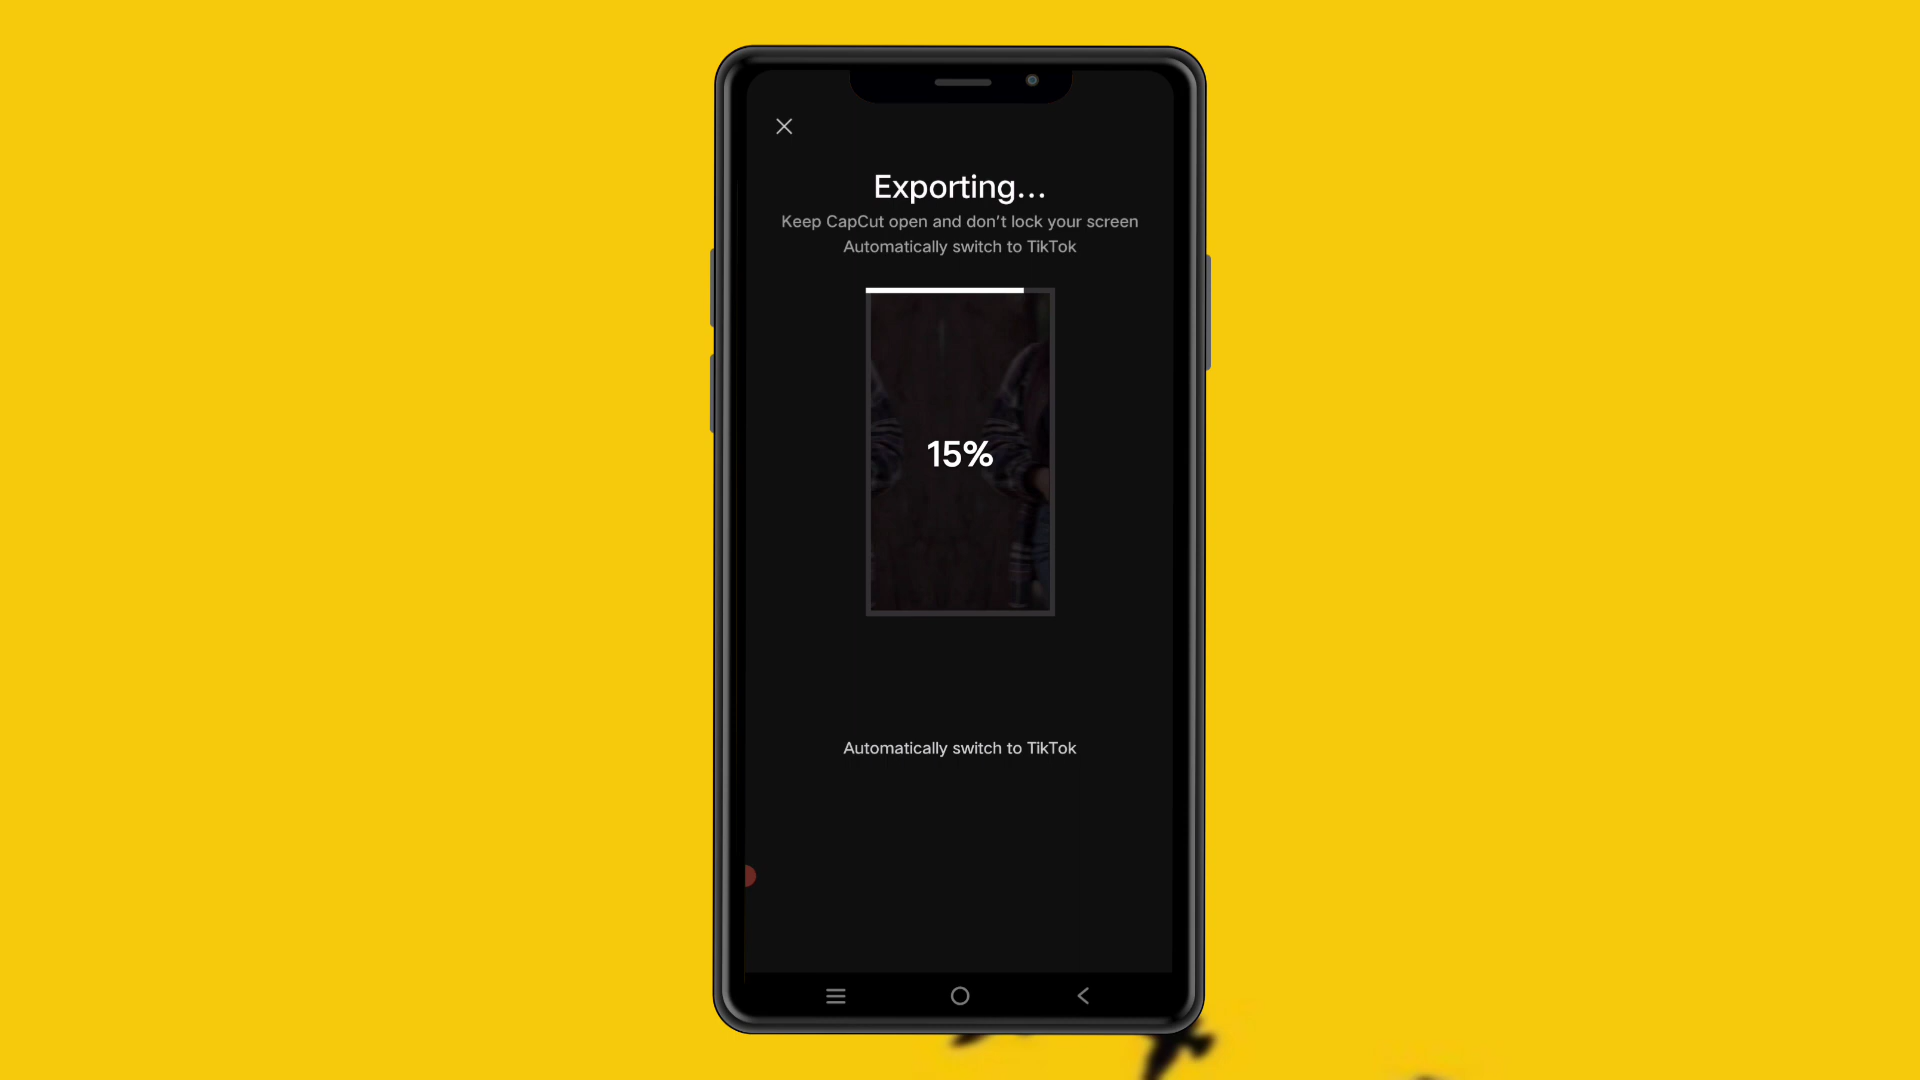 Exporting...
Keep CapCut open and don’t lock your screen
Automatically switch to TikTok
15%
Automatically switch to TikTok